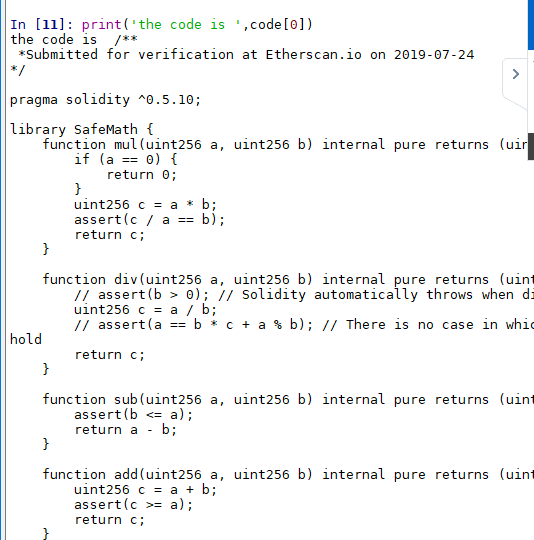 In [11]: print('the code is ',code[0])
the code is  /**
 *Submitted for verification at Etherscan.io on 2019-07-24
*/

pragma solidity ^0.5.10;

library SafeMath {
    function mul(uint256 a, uint256 b) internal pure returns (uin
        if (a == 0) {
            return 0;
        }
        uint256 c = a * b;
        assert(c / a == b);
        return c;
    }

    function div(uint256 a, uint256 b) internal pure returns (uint
        // assert(b > 0); // Solidity automatically throws when di
        uint256 c = a / b;
        // assert(a == b * c + a % b); // There is no case in whic
hold
        return c;
    }

    function sub(uint256 a, uint256 b) internal pure returns (uint
        assert(b <= a);
        return a - b;
    }

    function add(uint256 a, uint256 b) internal pure returns (uint
        uint256 c = a + b;
        assert(c >= a);
        return c;
    }